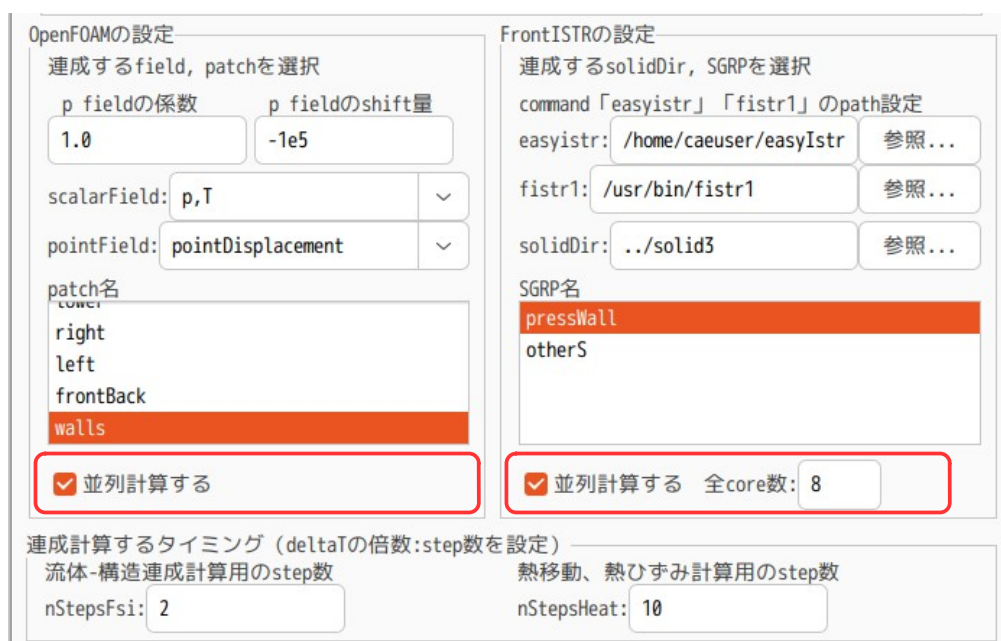 OpenFOAMの設定
連成するfield, patchを選択
p fieldの係数 p fieldのshift量
1.0 -1e5
scalarField: p,T
pointField: pointDisplacement
patch名
lower
right
left
frontBack
walls
並列計算する
FrontISTRの設定
連成するsolidDir, SGRPを選択
command「easyistr」「fistr1」のpath設定
easyistr: /home/caeuser/easyIstr 参照...
fistr1: /usr/bin/fistr1 参照...
solidDir: ../solid3 参照...
SGRP名
pressWall
otherS
並列計算する 全core数: 8
連成計算するタイミング (deltaTの倍数:step数を設定)
流体-構造連成計算用のstep数
nStepsFsi: 2
熱移動、熱ひずみ計算用のstep数
nStepsHeat: 10